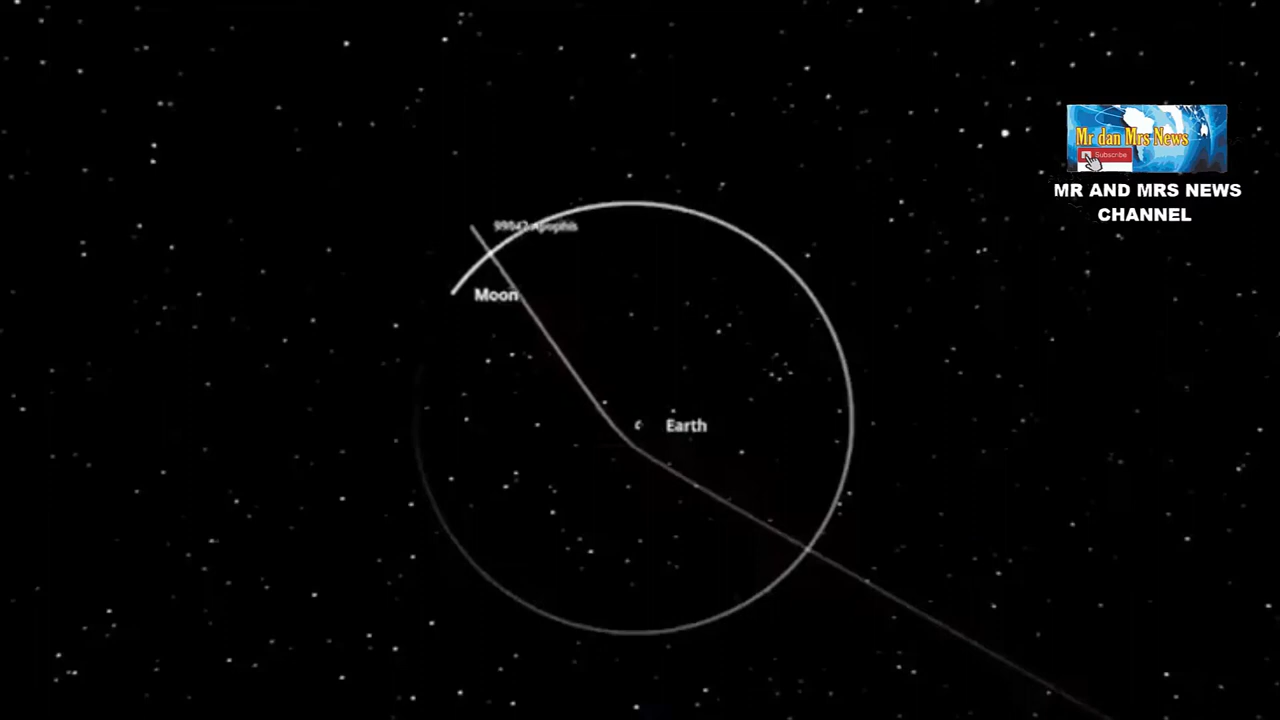 Mr dan Mrs News
Subscribe
MR AND MRS NEWS
CHANNEL
99942 Apophis
Moon
Earth